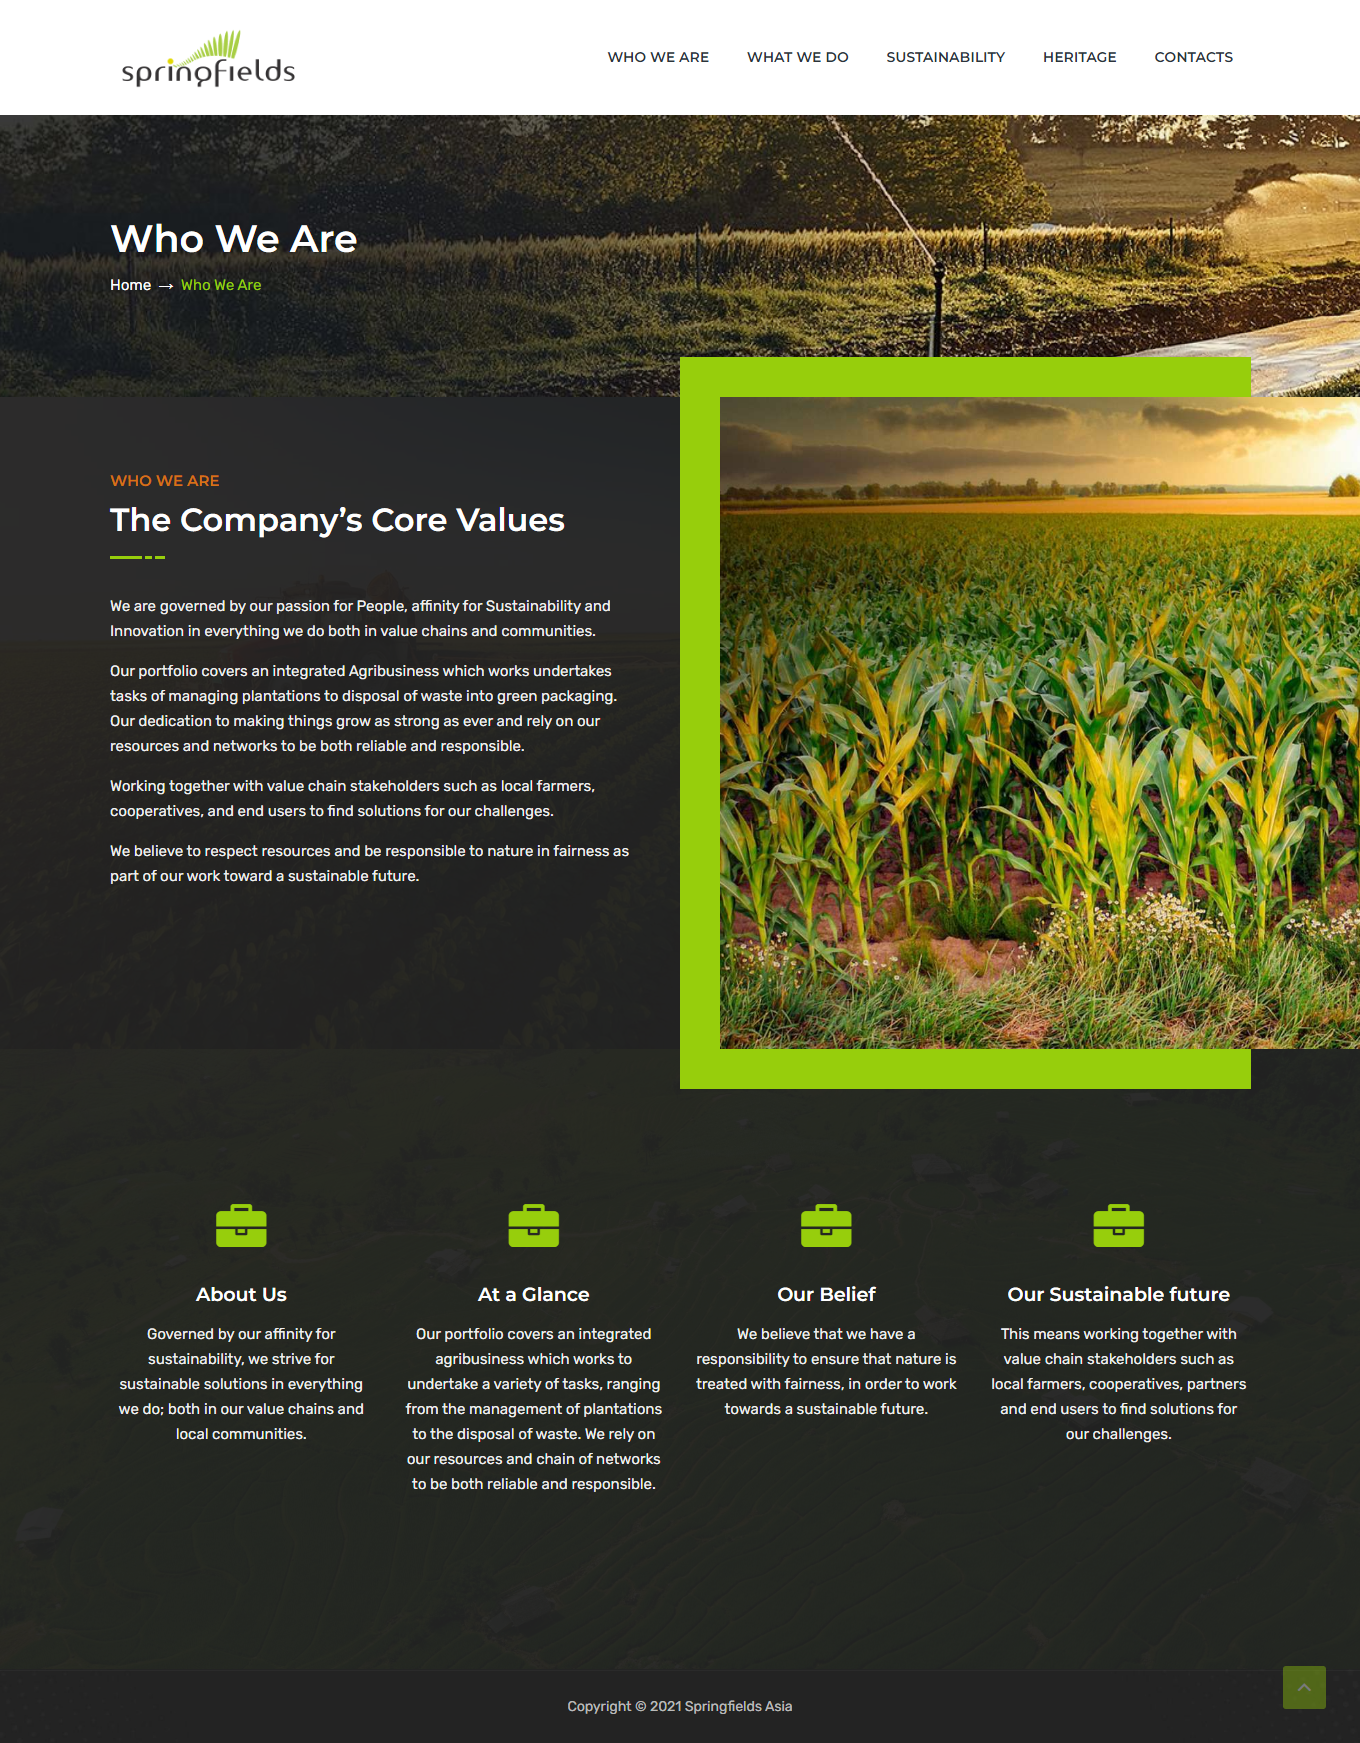 springfields
WHO WE ARE
WHAT WE DO
SUSTAINABILITY
HERITAGE
CONTACTS
Who We Are
Home → Who We Are
WHO WE ARE
The Company’s Core Values
We are governed by our passion for People, affinity for Sustainability and
Innovation in everything we do both in value chains and communities.
Our portfolio covers an integrated Agribusiness which works undertakes
tasks of managing plantations to disposal of waste into green packaging.
Our dedication to making things grow as strong as ever and rely on our
resources and networks to be both reliable and responsible.
Working together with value chain stakeholders such as local farmers,
cooperatives, and end users to find solutions for our challenges.
We believe to respect resources and be responsible to nature in fairness as
part of our work toward a sustainable future.
About Us
Governed by our affinity for
sustainability, we strive for
sustainable solutions in everything
we do; both in our value chains and
local communities.
At a Glance
Our portfolio covers an integrated
agribusiness which works to
undertake a variety of tasks, ranging
from the management of plantations
to the disposal of waste. We rely on
our resources and chain of networks
to be both reliable and responsible.
Our Belief
We believe that we have a
responsibility to ensure that nature is
treated with fairness, in order to work
towards a sustainable future.
Our Sustainable future
This means working together with
value chain stakeholders such as
local farmers, cooperatives, partners
and end users to find solutions for
our challenges.
Copyright © 2021 Springfields Asia